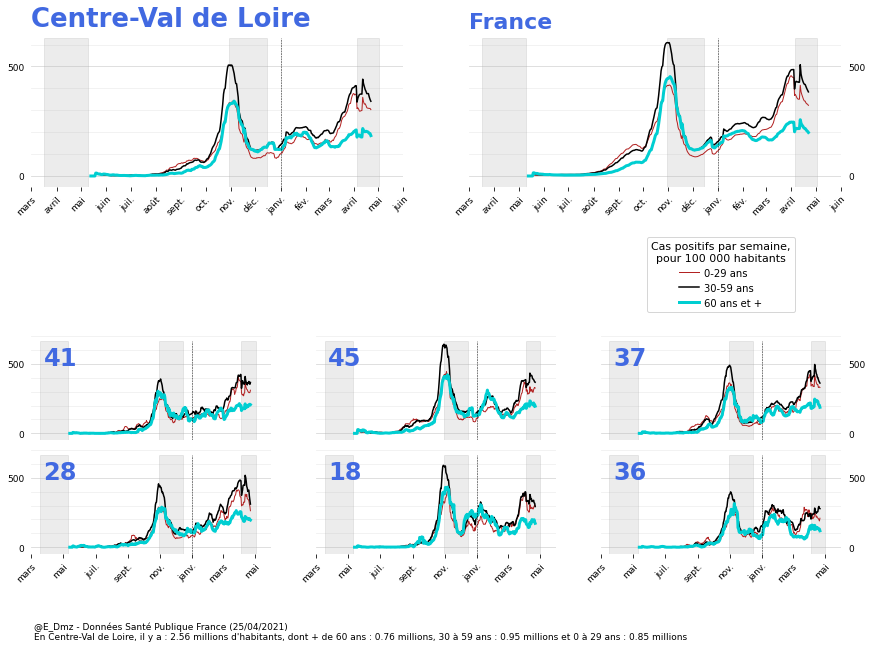 Centre-Val de Loire
France
500
0
500
0
mars avril mai juin juil. août sept. oct. nov. déc. janv. fév. mars avril mai juin
mars avril mai juin juil. août sept. oct. nov. déc. janv. fév. mars avril mai juin
Cas positifs par semaine,
pour 100 000 habitants
0-29 ans
30-59 ans
60 ans et +
41
45
37
500
0
500
0
28
18
36
500
0
500
0
mars mai juil. sept. nov. janv. mars mai
mars mai juil. sept. nov. janv. mars mai
mars mai juil. sept. nov. janv. mars mai
@E_Dmz - Données Santé Publique France (25/04/2021)
En Centre-Val de Loire, il y a : 2.56 millions d'habitants, dont + de 60 ans : 0.76 millions, 30 à 59 ans : 0.95 millions et 0 à 29 ans : 0.85 millions